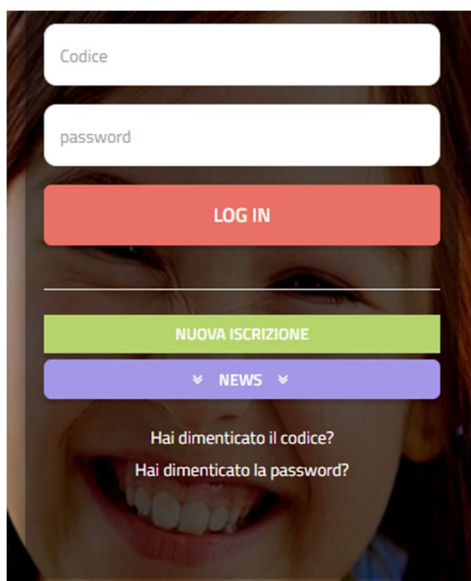 Codice
password
LOG IN
NUOVA ISCRIZIONE
NEWS
Hai dimenticato il codice?
Hai dimenticato la password?